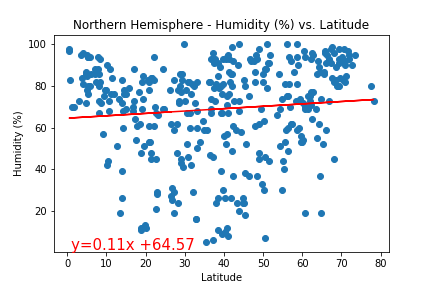 Northern Hemisphere - Humidity (%) vs. Latitude
100
80
60
40
20
Humidity (%)
y=0.11x +64.57
0 10 20 30 40 50 60 70 80
Latitude